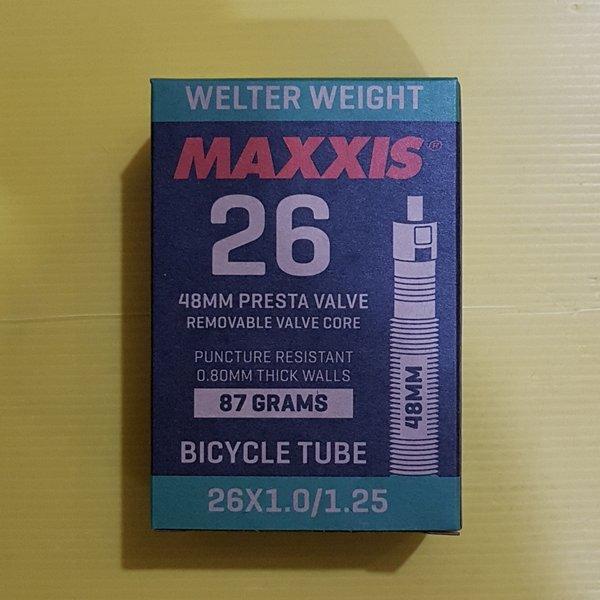 WELTER WEIGHT
MAXXIS®
26
48MM PRESTA VALVE
REMOVABLE VALVE CORE
PUNCTURE RESISTANT
0.80MM THICK WALLS
87 GRAMS
48MM
BICYCLE TUBE
26X1.0/1.25